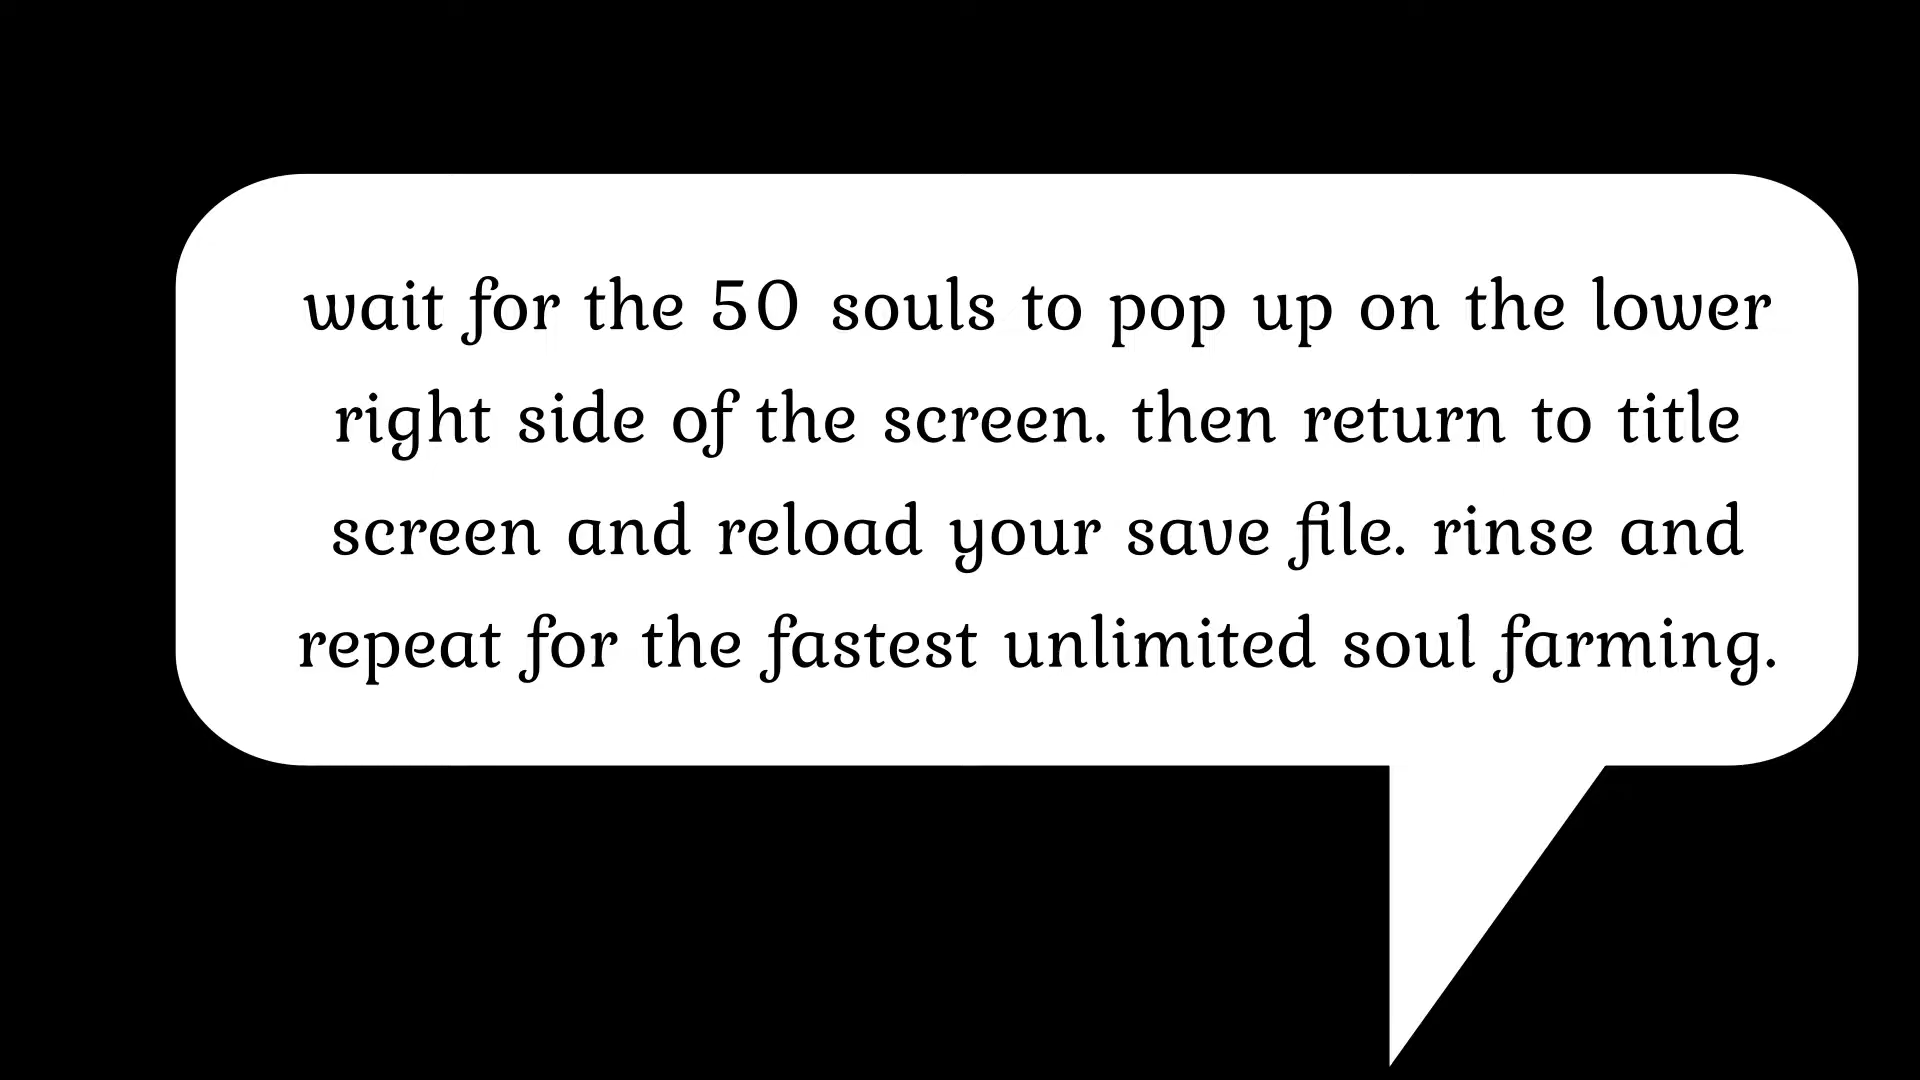 wait for the 50 souls to pop up on the lower
right side of the screen. then return to title
screen and reload your save file. rinse and
repeat for the fastest unlimited soul farming.